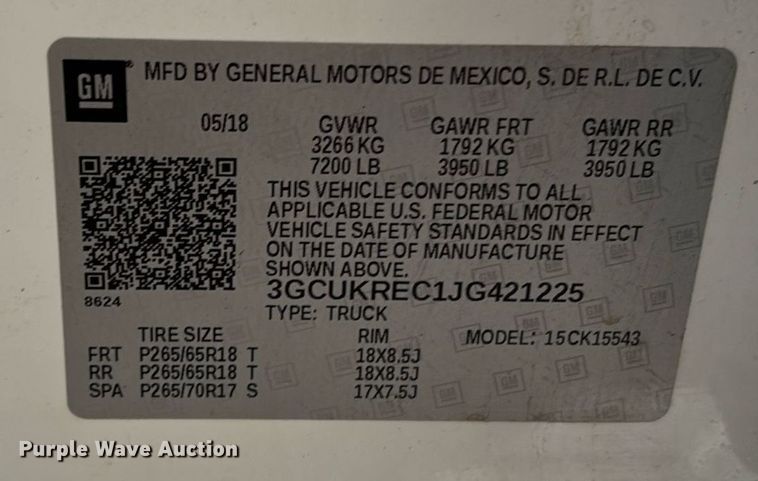 GM MFD BY GENERAL MOTORS DE MEXICO, S. DE R.L. DE C.V.
05/18 GVWR GAWR FRT GAWR RR
3266 KG 1792 KG 1792 KG
7200 LB 3950 LB 3950 LB
THIS VEHICLE CONFORMS TO ALL
APPLICABLE U.S. FEDERAL MOTOR
VEHICLE SAFETY STANDARDS IN EFFECT
ON THE DATE OF MANUFACTURE
SHOWN ABOVE.
8624
3GCUKREC1JG421225
TYPE: TRUCK
TIRE SIZE RIM MODEL: 15CK15543
FRT P265/65R18 T 18X8.5J
RR P265/65R18 T 18X8.5J
SPA P265/70R17 S 17X7.5J
Purple Wave Auction